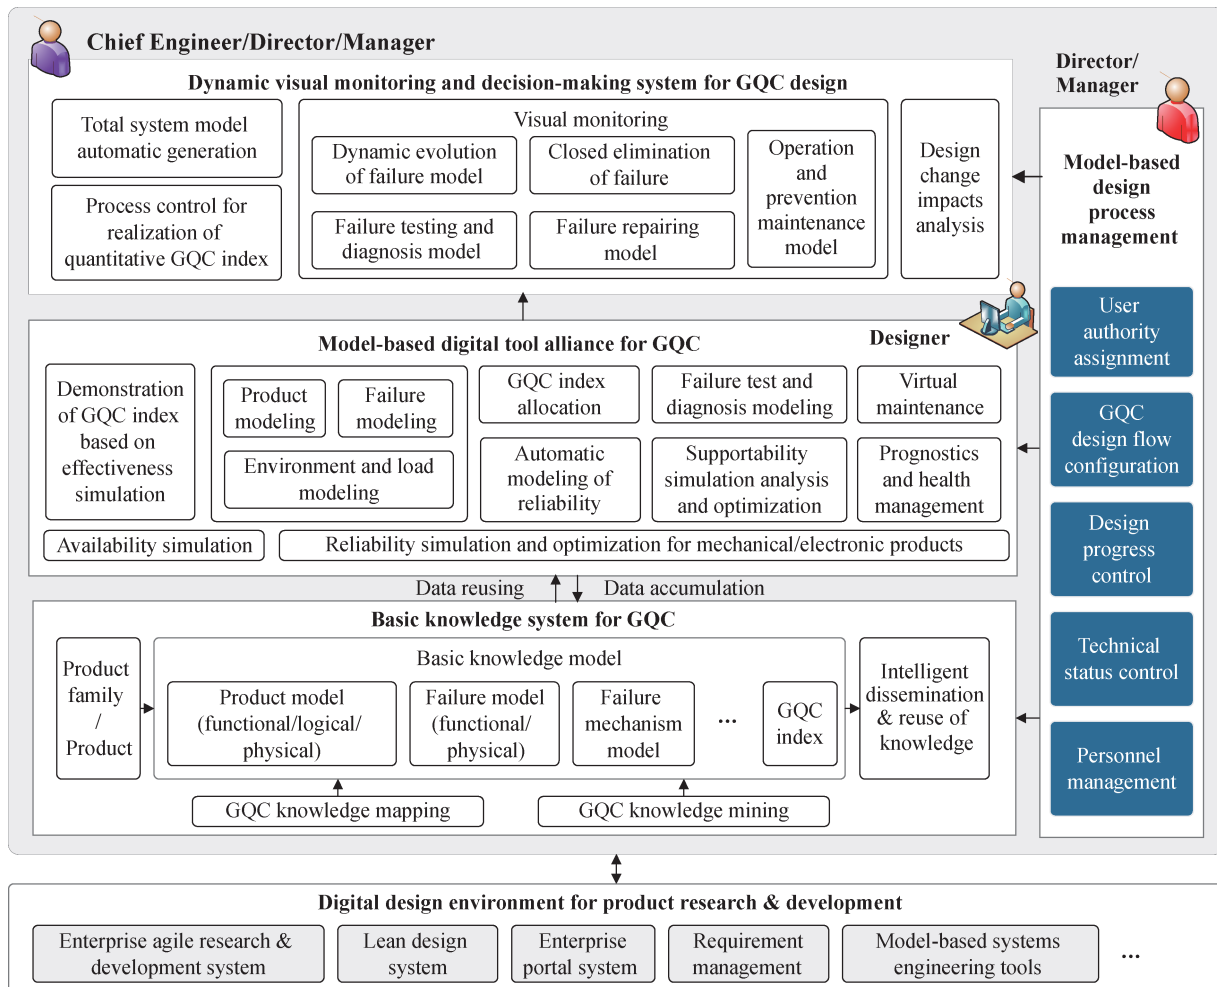 Chief Engineer/Director/Manager
Dynamic visual monitoring and decision-making system for GQC design
Total system model
automatic generation
Process control for
realization of
quantitative GQC index
Visual monitoring
Dynamic evolution
of failure model
Closed elimination
of failure
Failure testing and
diagnosis model
Failure repairing
model
Operation
and
prevention
maintenance
model
Design
change
impacts
analysis
Director/
Manager
Model-based
design
process
management
User
authority
assignment
GQC
design flow
configuration
Design
progress
control
Technical
status control
Personnel
management
Designer
Model-based digital tool alliance for GQC
Demonstration
of GQC index
based on
effectiveness
simulation
Product
modeling
Failure
modeling
Environment and load
modeling
GQC index
allocation
Failure test and
diagnosis modeling
Virtual
maintenance
Automatic
modeling of
reliability
Supportability
simulation analysis
and optimization
Prognostics
and health
management
Availability simulation
Reliability simulation and optimization for mechanical/electronic products
Data reusing
Data accumulation
Basic knowledge system for GQC
Product
family
/
Product
Basic knowledge model
Product model
(functional/logical/
physical)
Failure model
(functional/
physical)
Failure
mechanism
model
...
GQC
index
Intelligent
dissemination
& reuse of
knowledge
GQC knowledge mapping
GQC knowledge mining
Digital design environment for product research & development
Enterprise agile research &
development system
Lean design
system
Enterprise
portal system
Requirement
management
Model-based systems
engineering tools
...